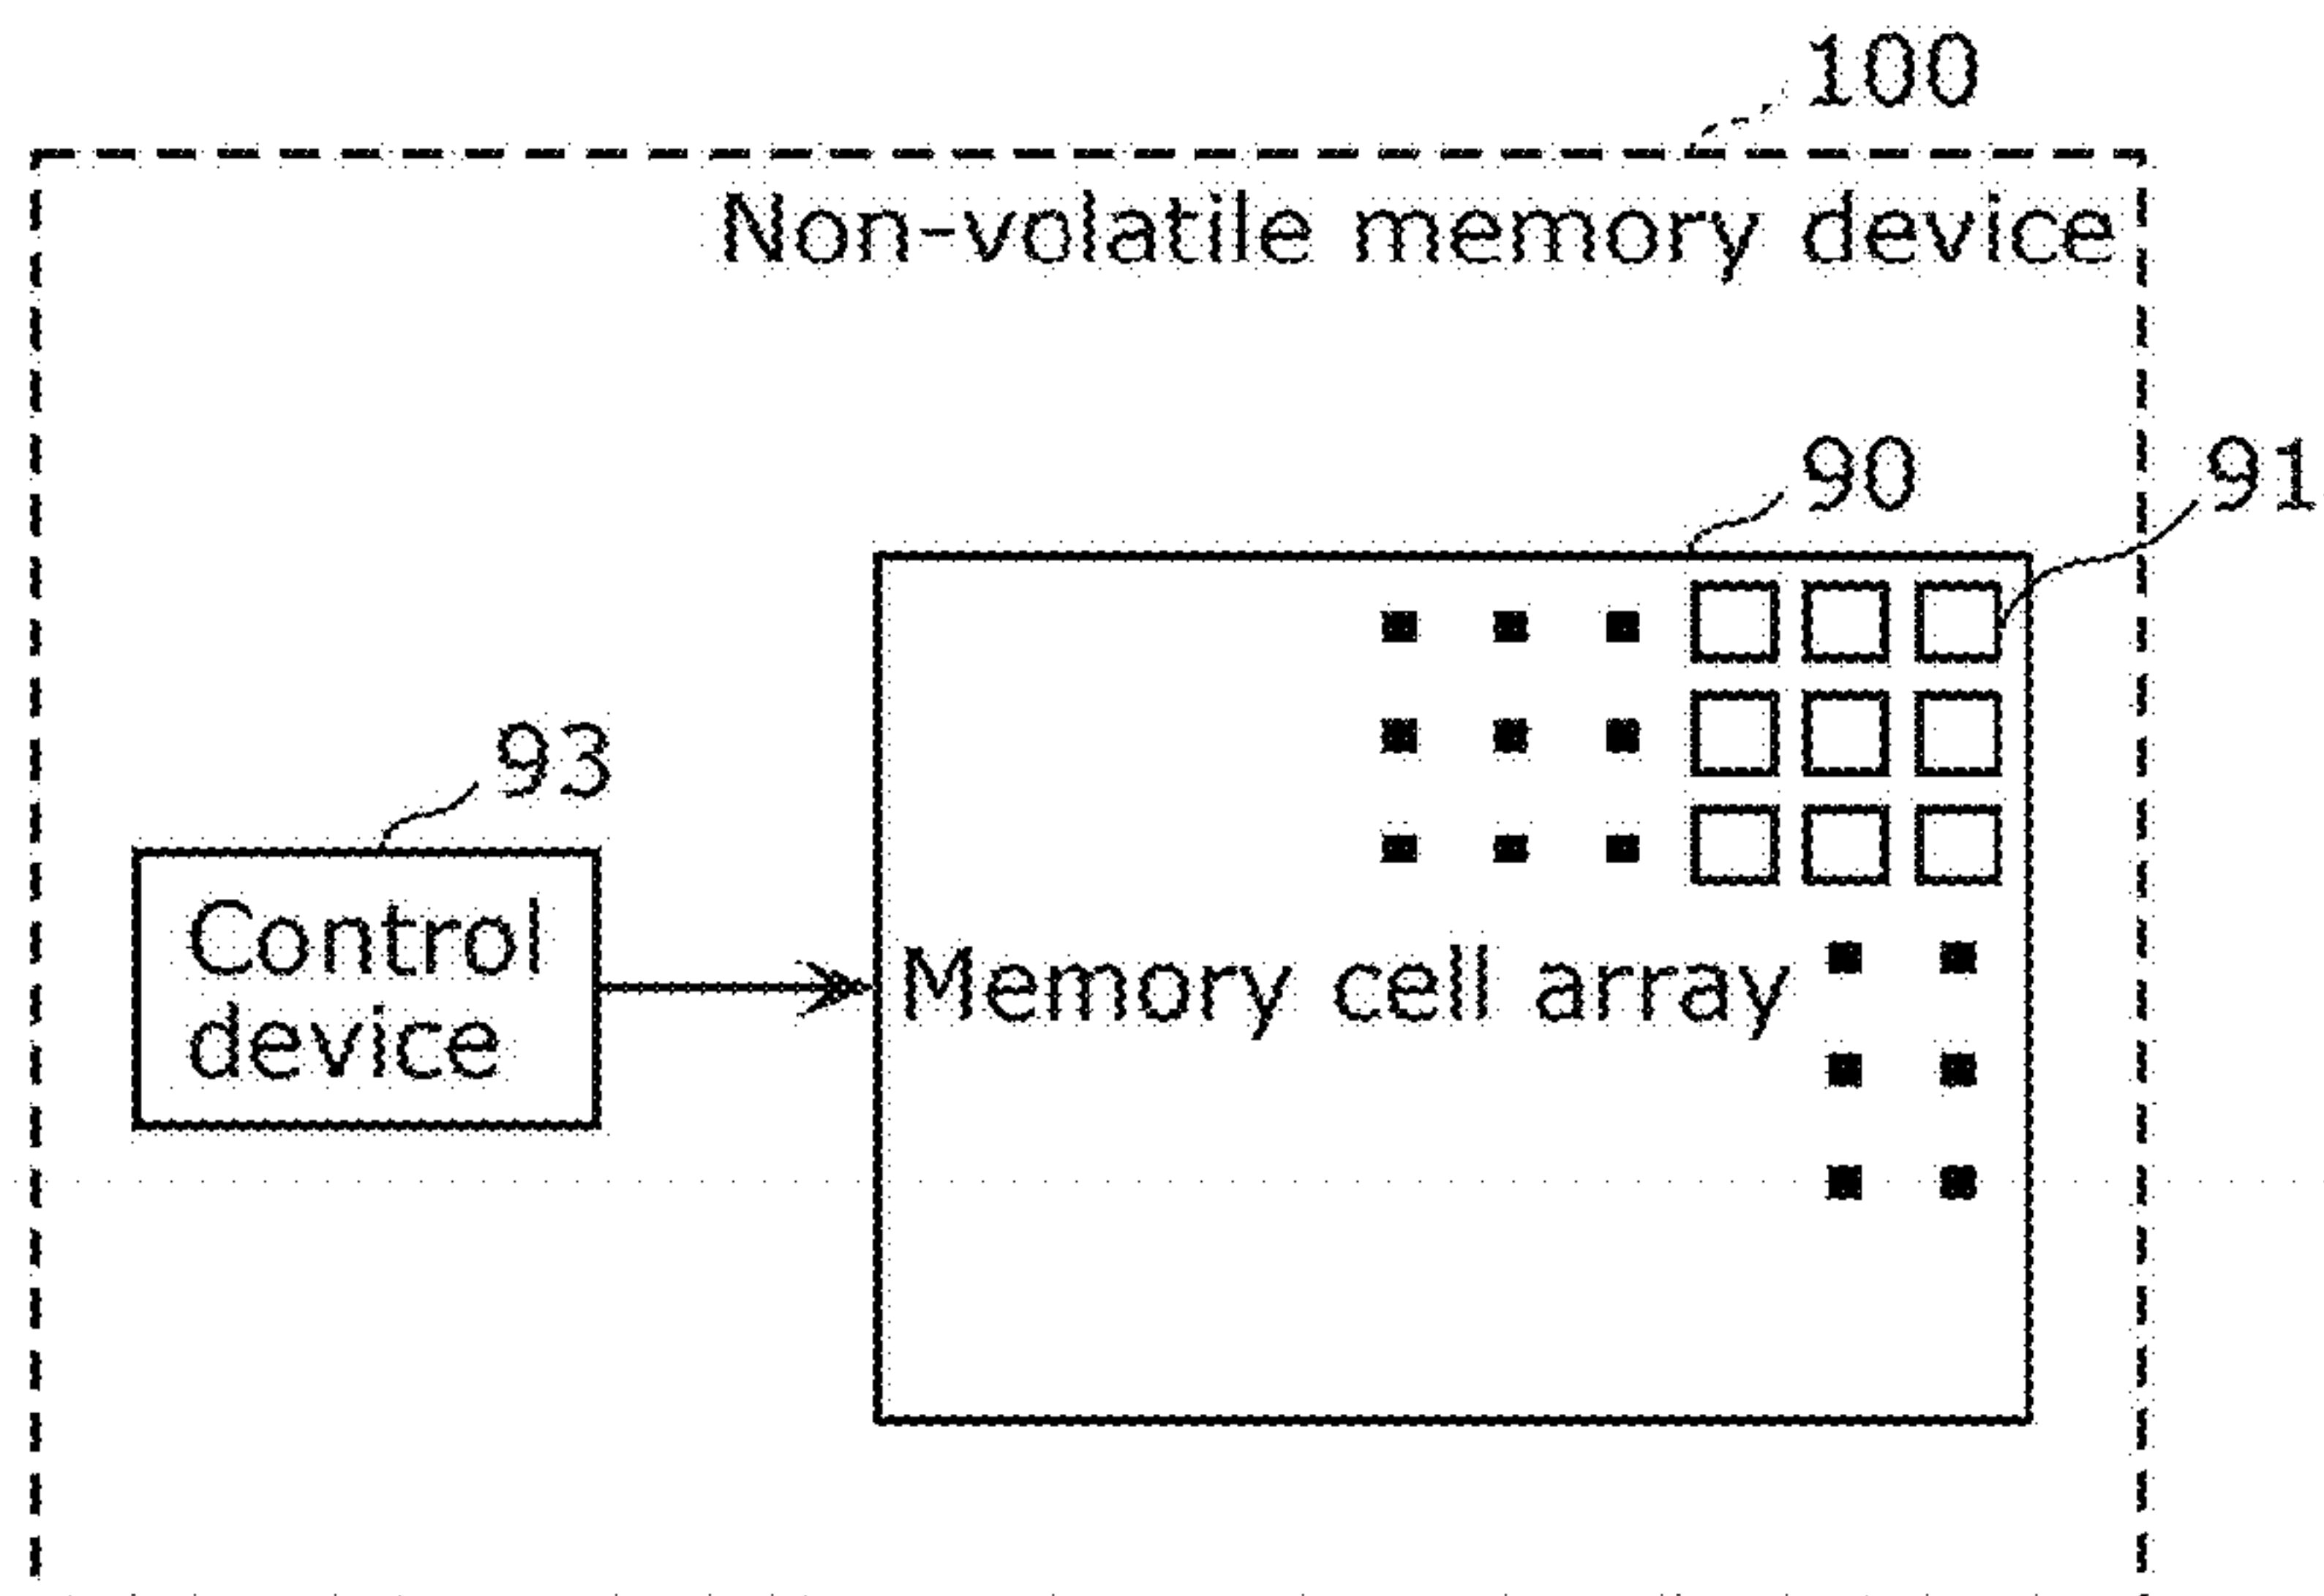 100
Non-volatile memory device
90
91
93
Control
device
Memory cell array